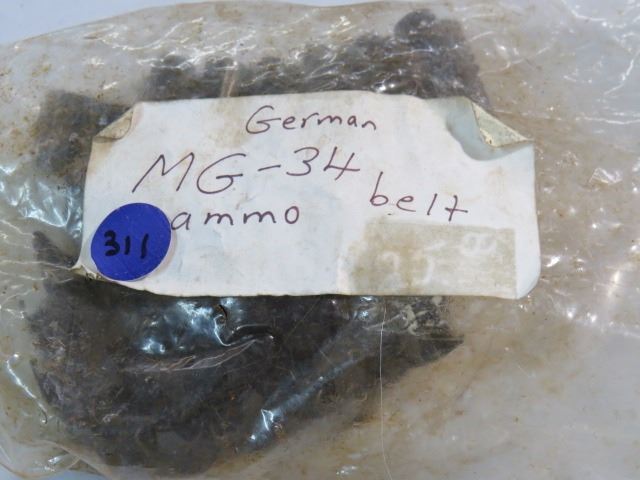 German
MG-34
ammo belt
311